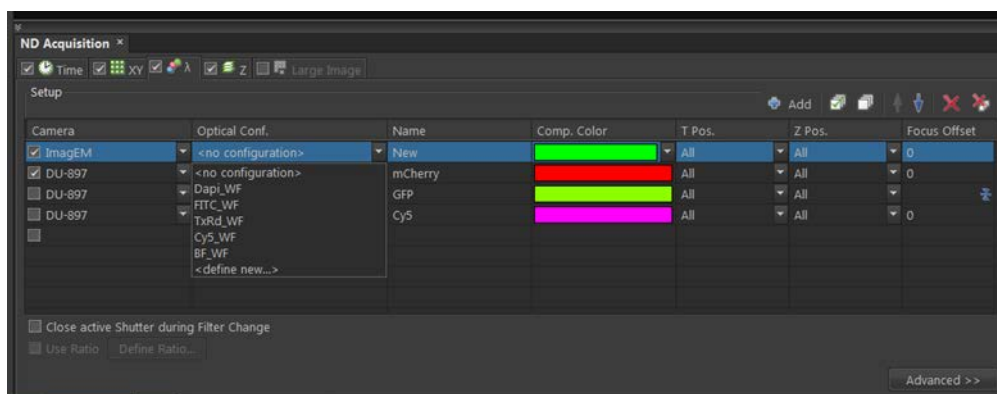 ND Acquisition ×
Time XY λ Z Large Image
Setup
Add
Camera Optical Conf. Name Comp. Color T Pos. Z Pos. Focus Offset
ImagEM <no configuration> New All All 0
DU-897 <no configuration> mCherry All All 0
DU-897 Dapi_WF GFP All All
FITC_WF
DU-897 TxRd_WF Cy5 All All 0
Cy5_WF
BF_WF
<define new...>
Close active Shutter during Filter Change
Use Ratio Define Ratio...
Advanced >>